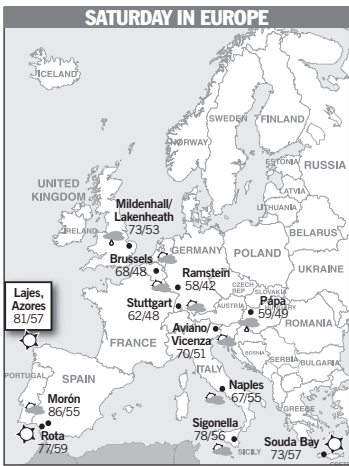 SATURDAY IN EUROPE
ICELAND
SWEDEN
FINLAND
NORWAY
ESTONIA
RUSSIA
LATVIA
LITHUANIA
UNITED
KINGDOM
Mildenhall/
Lakenheath
73/53
IRELAND
BELARUS
Brussels
68/48
GERMANY
POLAND
Ramstein
58/42
UKRAINE
CZECH
REP.
SLOVAKIA
Lajes,
Azores
81/57
Stuttgart
62/48
AUSTRIA
Pápa
59/49
HUNGARY
ROMANIA
FRANCE
Aviano/
Vicenza
70/51
BOSNIA
SERBIA
BULGARIA
ITALY
PORTUGAL
SPAIN
Naples
67/55
Morón
86/55
GREECE
Sigonella
78/56
Rota
77/59
SICILY
Souda Bay
73/57